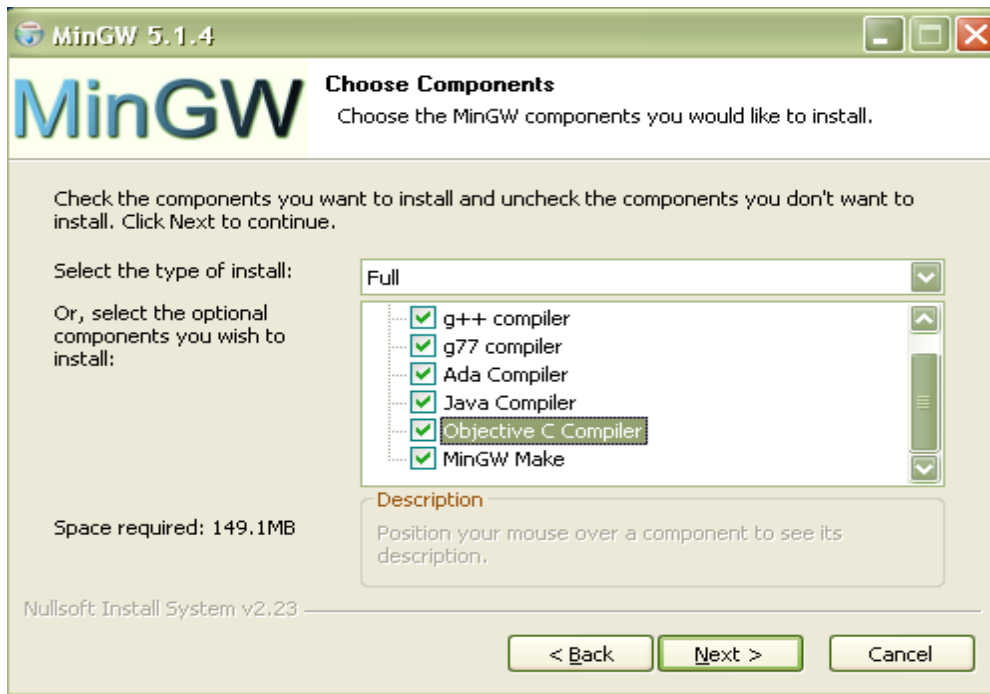 MinGW 5.1.4
MinGW
Choose Components
Choose the MinGW components you would like to install.
Check the components you want to install and uncheck the components you don't want to
install. Click Next to continue.
Select the type of install:
Full
Or, select the optional
components you wish to
install:
g++ compiler
g77 compiler
Ada Compiler
Java Compiler
Objective C Compiler
MinGW Make
Space required: 149.1MB
Description
Position your mouse over a component to see its
description.
Nullsoft Install System v2.23
< Back
Next >
Cancel